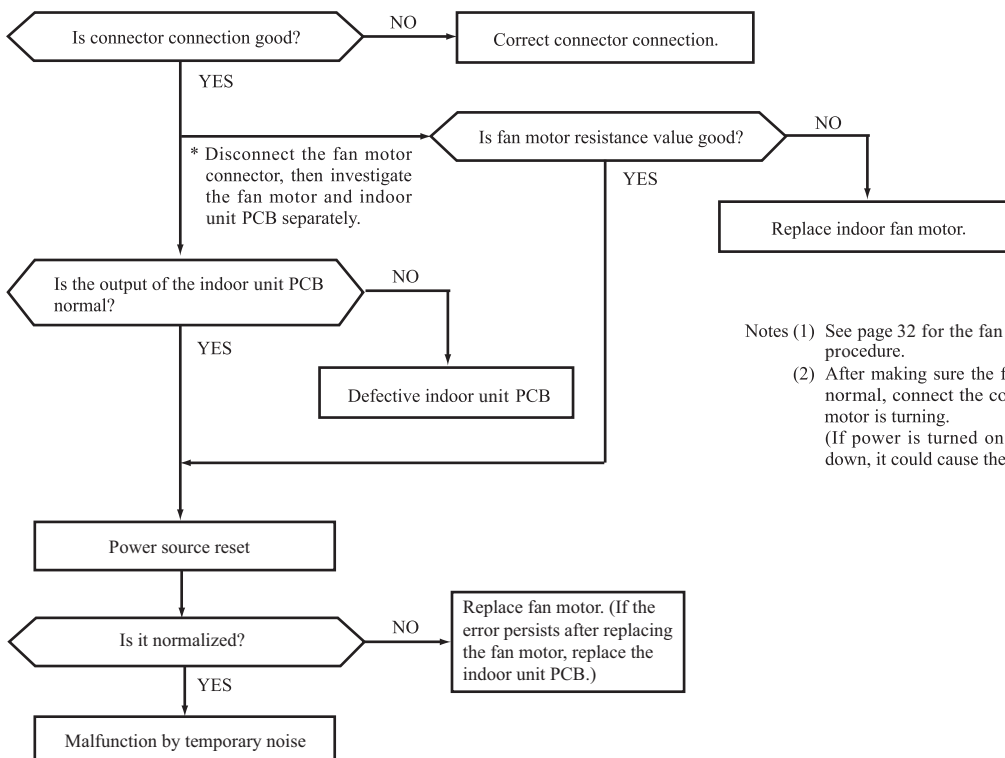 Is connector connection good?
NO
Correct connector connection.
YES
Is fan motor resistance value good?
NO
* Disconnect the fan motor
connector, then investigate
the fan motor and indoor
unit PCB separately.
YES
Replace indoor fan motor.
Is the output of the indoor unit PCB
normal?
NO
YES
Defective indoor unit PCB
Notes (1) See page 32 for the fan
procedure.
(2) After making sure the
normal, connect the
motor is turning.
(If power is turned on
down, it could cause the
Power source reset
Is it normalized?
NO
Replace fan motor. (If the
error persists after replacing
the fan motor, replace the
indoor unit PCB.)
YES
Malfunction by temporary noise